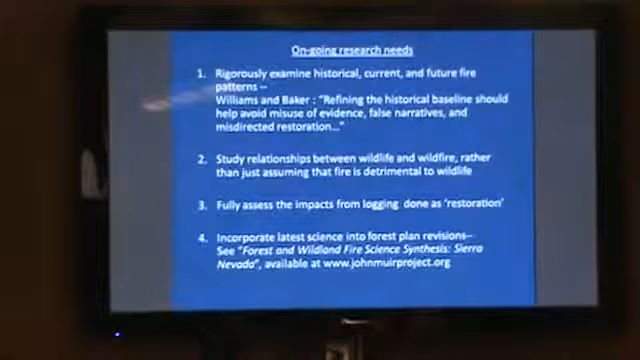 On-going research needs
1. Rigorously examine historical, current, and future fire
patterns –
Williams and Baker : "Refining the historical baseline should
help avoid misuse of evidence, false narratives, and
misdirected restoration…"
2. Study relationships between wildlife and wildfire, rather
than just assuming that fire is detrimental to wildlife
3. Fully assess the impacts from logging done as 'restoration'
4. Incorporate latest science into forest plan revisions--
See "Forest and Wildland Fire Science Synthesis: Sierra
Nevada", available at www.johnmuirproject.org